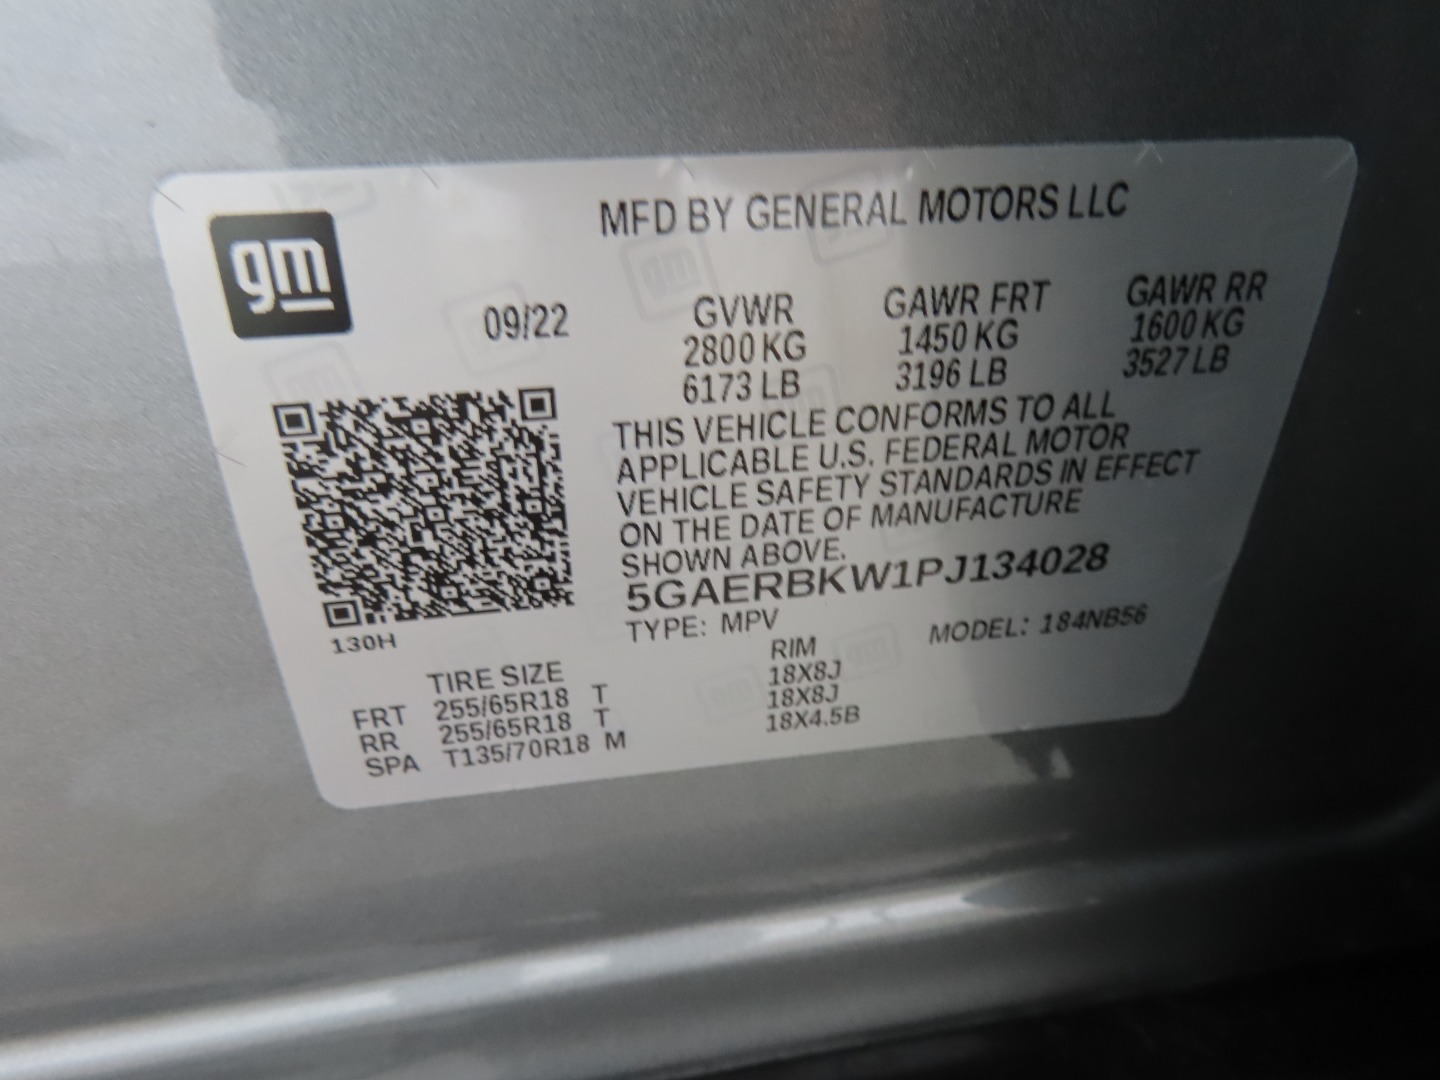 gm
MFD BY GENERAL MOTORS LLC
09/22
GVWR GAWR FRT GAWR RR
2800 KG 1450 KG 1600 KG
6173 LB 3196 LB 3527 LB
THIS VEHICLE CONFORMS TO ALL
APPLICABLE U.S. FEDERAL MOTOR
VEHICLE SAFETY STANDARDS IN EFFECT
ON THE DATE OF MANUFACTURE
SHOWN ABOVE.
5GAERBKW1PJ134028
TYPE: MPV MODEL: 184NB56
130H
TIRE SIZE RIM
FRT 255/65R18 T 18X8J
RR 255/65R18 T 18X8J
SPA T135/70R18 M 18X4.5B